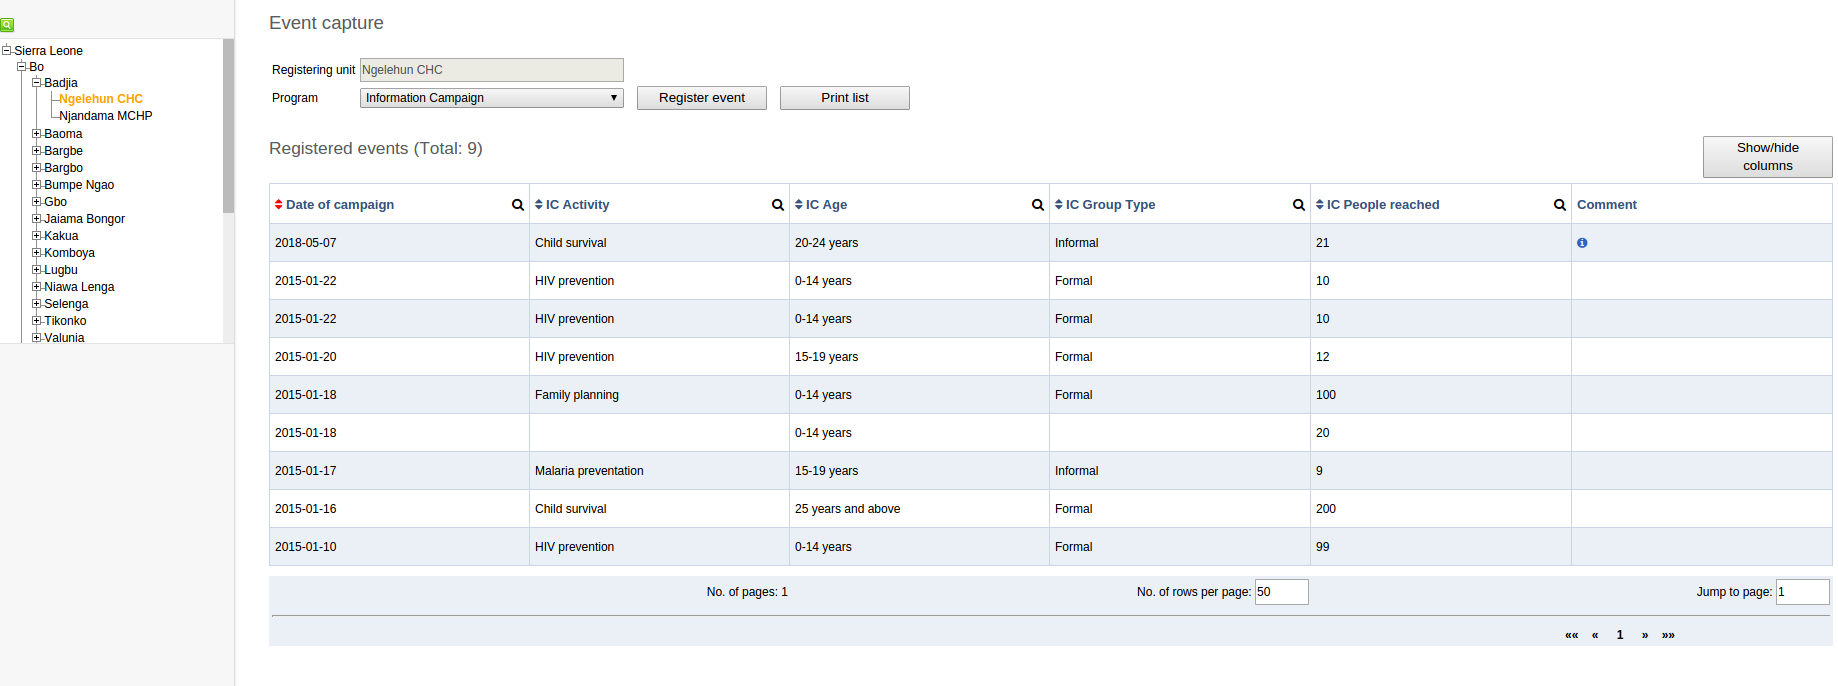 Event capture
Sierra Leone
Bo
Badjia
Ngelehun CHC
Njandama MCHP
Baoma
Bargbe
Bargbo
Bumpe Ngao
Gbo
Jaiama Bongor
Kakua
Komboya
Lugbu
Niawa Lenga
Selenga
Tikonko
Valunia
Registering unit Ngelehun CHC
Program Information Campaign Register event Print list
Registered events (Total: 9)
Show/hide
columns
Date of campaign IC Activity IC Age IC Group Type IC People reached Comment
2018-05-07 Child survival 20-24 years Informal 21
2015-01-22 HIV prevention 0-14 years Formal 10
2015-01-22 HIV prevention 0-14 years Formal 10
2015-01-20 HIV prevention 15-19 years Formal 12
2015-01-18 Family planning 0-14 years Formal 100
2015-01-18 0-14 years 20
2015-01-17 Malaria preventation 15-19 years Informal 9
2015-01-16 Child survival 25 years and above Formal 200
2015-01-10 HIV prevention 0-14 years Formal 99
No. of pages: 1 No. of rows per page: 50 Jump to page: 1
«« « 1 » »»